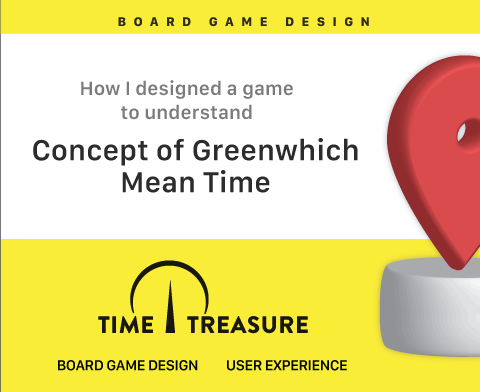 BOARD GAME DESIGN
How I designed a game
to understand
Concept of Greenwhich
Mean Time
TIME TREASURE
BOARD GAME DESIGN USER EXPERIENCE